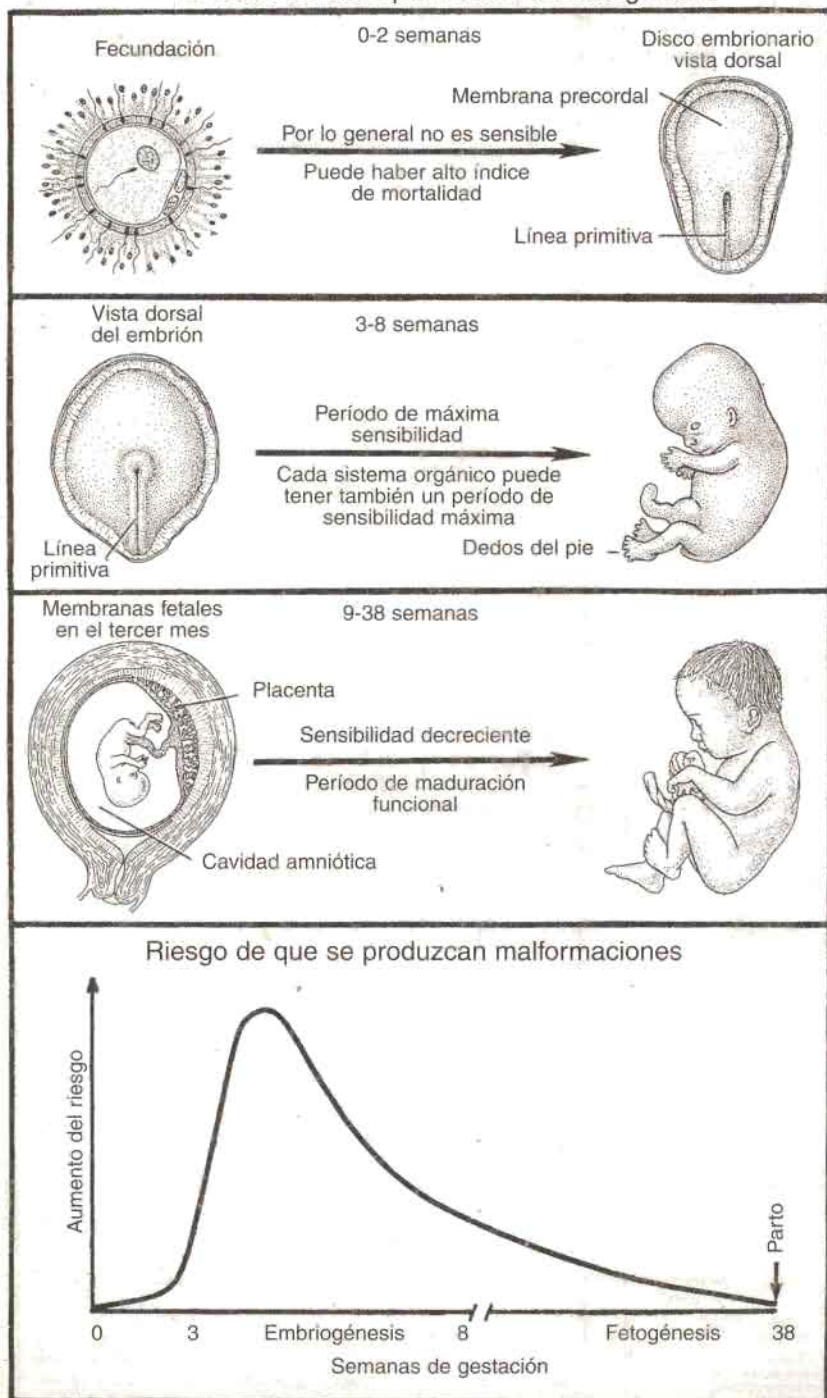 0-2 semanas
Fecundación
Disco embrionario
vista dorsal
Membrana precordal
Por lo general no es sensible
Puede haber alto índice
de mortalidad
Línea primitiva
Vista dorsal
del embrión
3-8 semanas
Período de máxima
sensibilidad
Cada sistema orgánico puede
tener también un período de
sensibilidad máxima
Línea
primitiva
Dedos del pie
Membranas fetales
en el tercer mes
9-38 semanas
Placenta
Sensibilidad decreciente
Período de maduración
funcional
Cavidad amniótica
Riesgo de que se produzcan malformaciones
Aumento del riesgo
Parto
0 3 Embriogénesis 8 Fetogénesis 38
Semanas de gestación